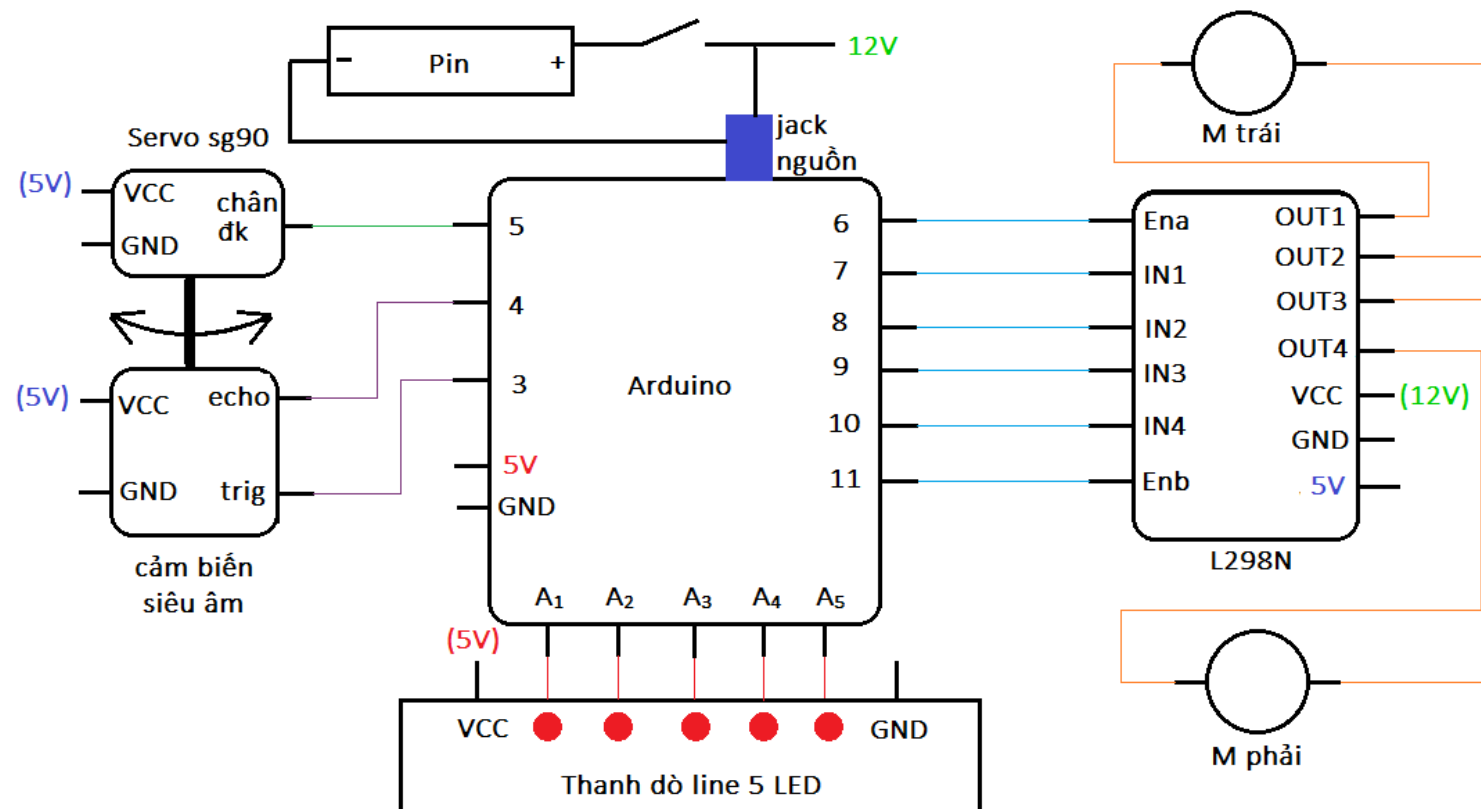 - Pin +
12V
jack
nguồn
M trái
Servo sg90
(5V)
VCC
chân
đk
GND
(5V)
VCC
echo
GND
trig
cảm biến
siêu âm
5
4
3
5V
GND
Arduino
6
7
8
9
10
11
A1 A2 A3 A4 A5
Ena
IN1
IN2
IN3
IN4
Enb
OUT1
OUT2
OUT3
OUT4
VCC
(12V)
GND
5V
L298N
M phải
(5V)
VCC
GND
Thanh dò line 5 LED